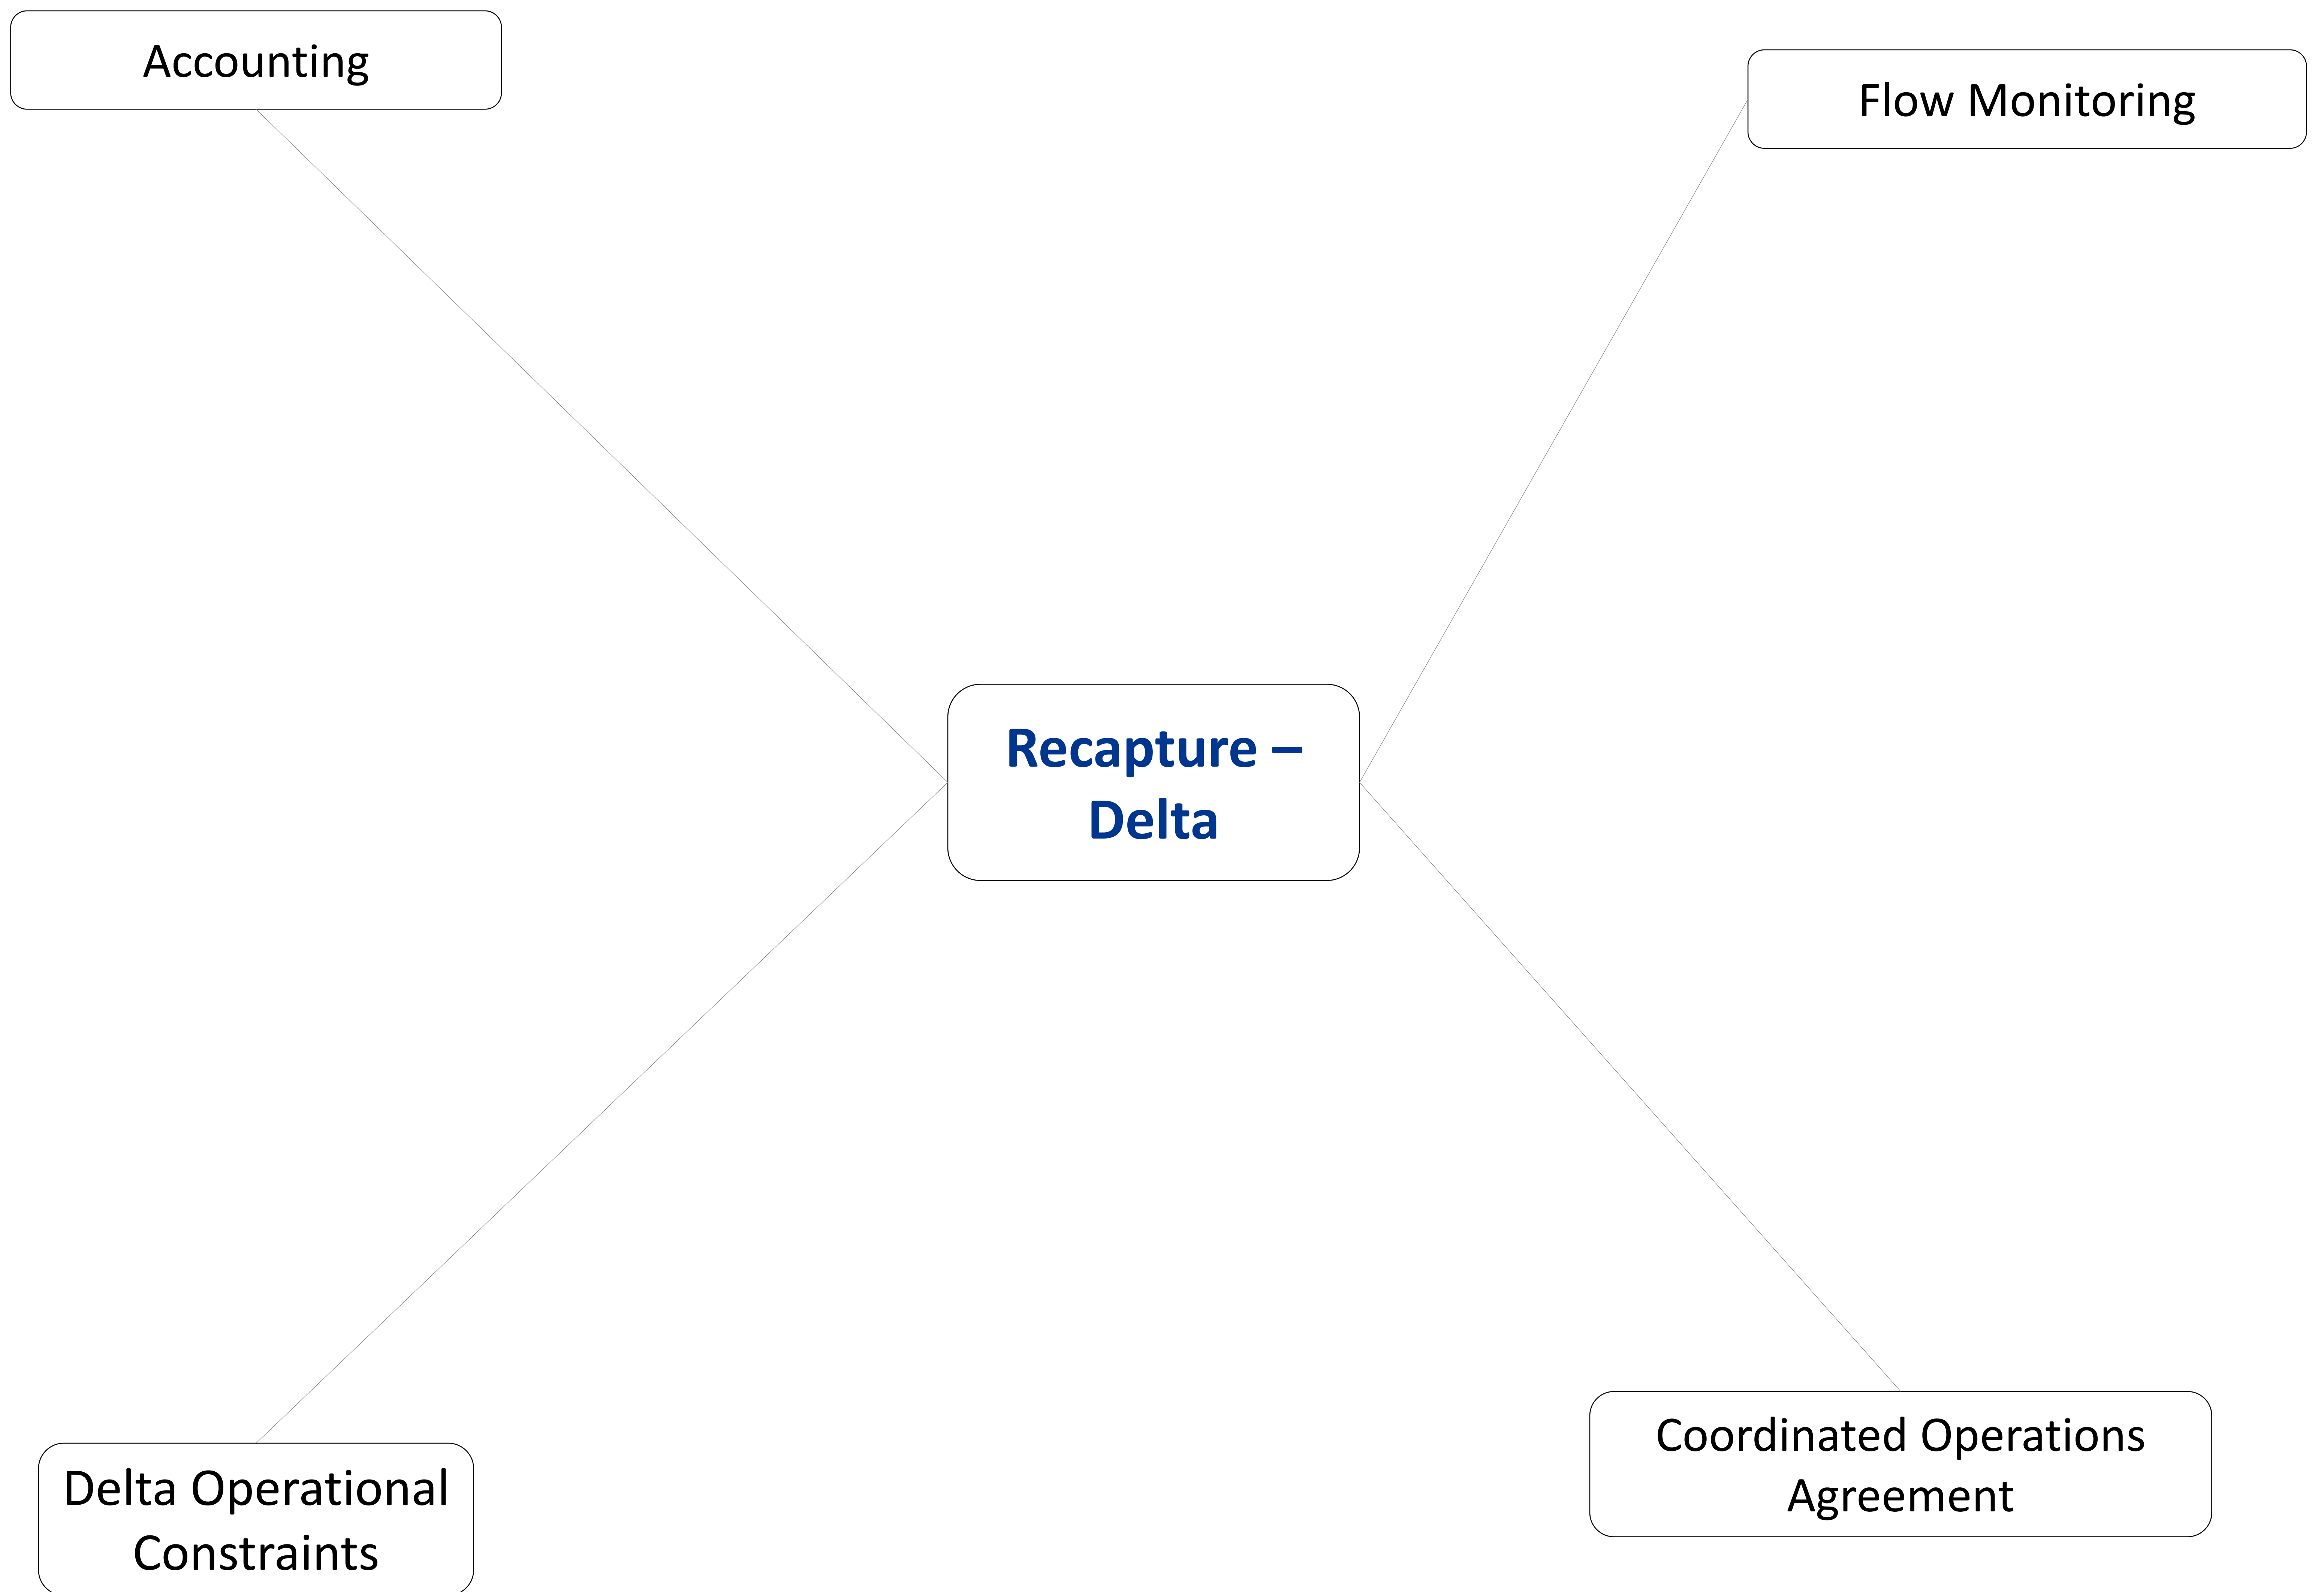 Accounting
Flow Monitoring
Recapture –
Delta
Delta Operational
Constraints
Coordinated Operations
Agreement